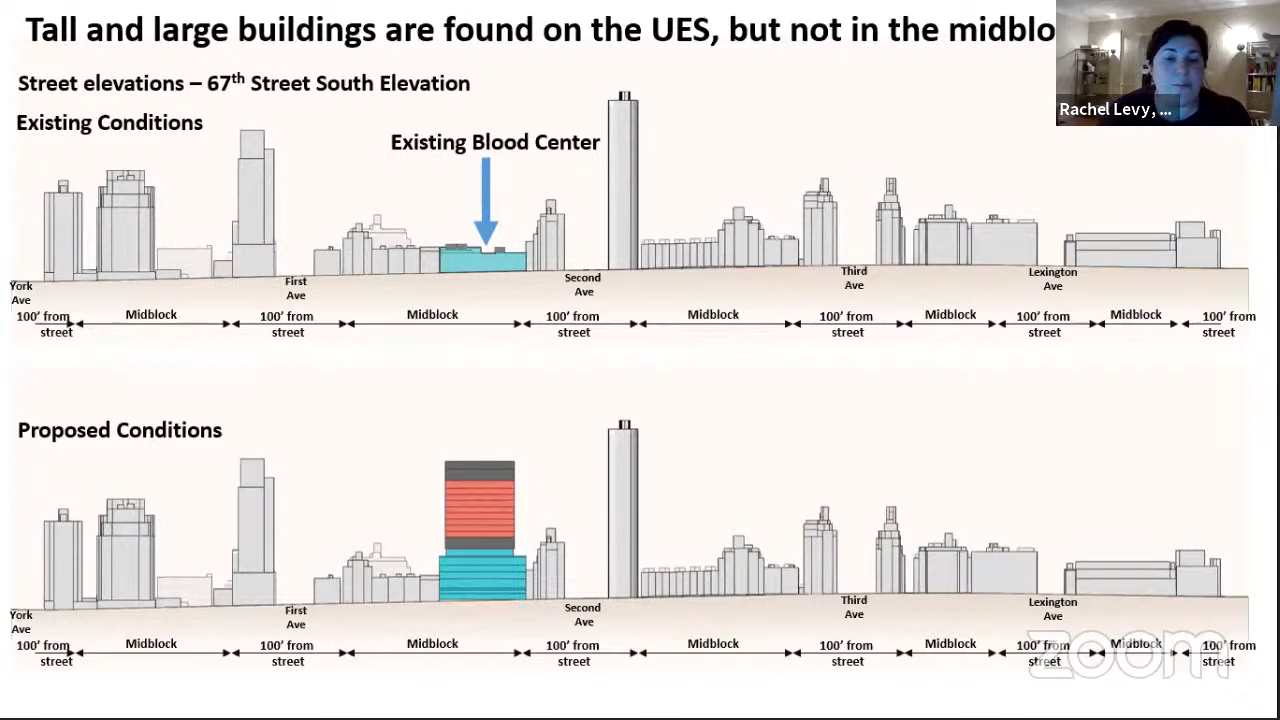 Tall and large buildings are found on the UES, but not in the midblo
Rachel Levy, ...
Street elevations – 67th Street South Elevation
Existing Conditions
Existing Blood Center
York
Ave
First
Ave
Second
Ave
Third
Ave
Lexington
Ave
100' from
street
Midblock
100' from
street
Midblock
100' from
street
Midblock
100' from
street
Midblock
100' from
street
Midblock
100' from
street
Proposed Conditions
York
Ave
First
Ave
Second
Ave
Third
Ave
Lexington
Ave
100' from
street
Midblock
100' from
street
Midblock
100' from
street
Midblock
100' from
street
Midblock
100' from
street
Midblock
100' from
street
zoom